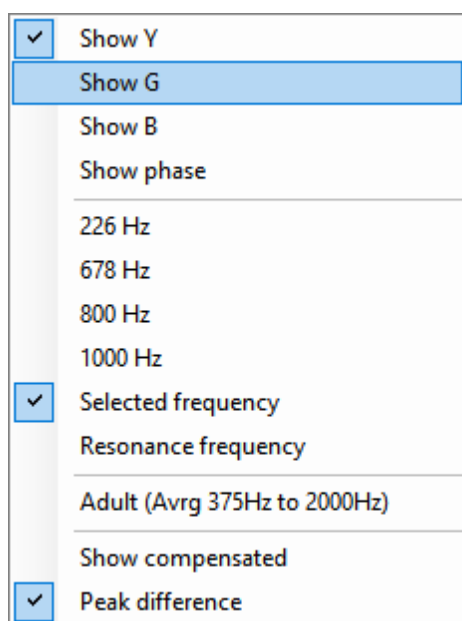 Show Y
Show G
Show B
Show phase
226 Hz
678 Hz
800 Hz
1000 Hz
Selected frequency
Resonance frequency
Adult (Avrg 375Hz to 2000Hz)
Show compensated
Peak difference